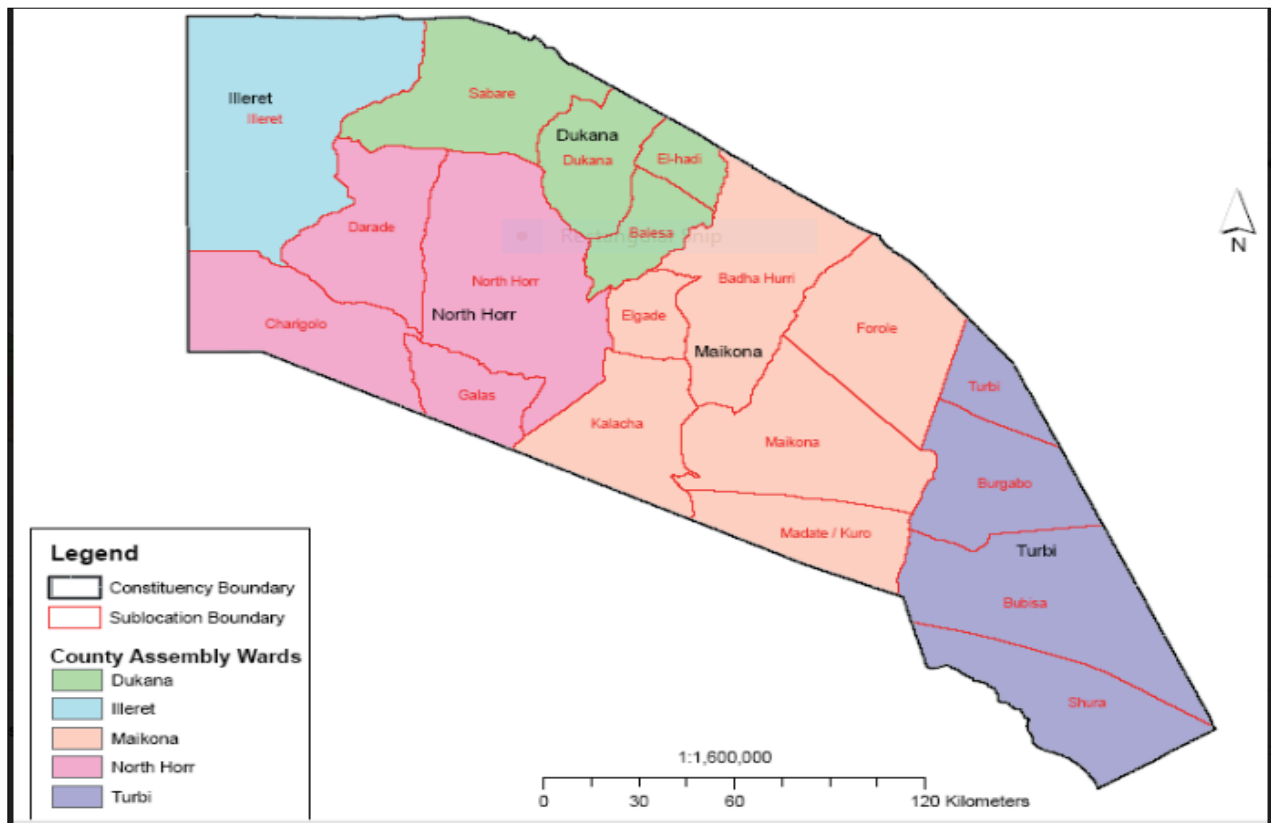 Illeret
Illeret
Sabare
Dukana
Dukana
El-hadi
Balesa
Rectangular Snip
Darade
North Horr
North Horr
Charigolo
Galas
Elgade
Badha Hurri
Maikona
Forole
Kalacha
Maikona
Madate / Kuro
Turbi
Burgabo
Turbi
Bubisa
Shura
N
Legend
Constituency Boundary
Sublocation Boundary
County Assembly Wards
Dukana
Illeret
Maikona
North Horr
Turbi
1:1,600,000
0 30 60 120 Kilometers